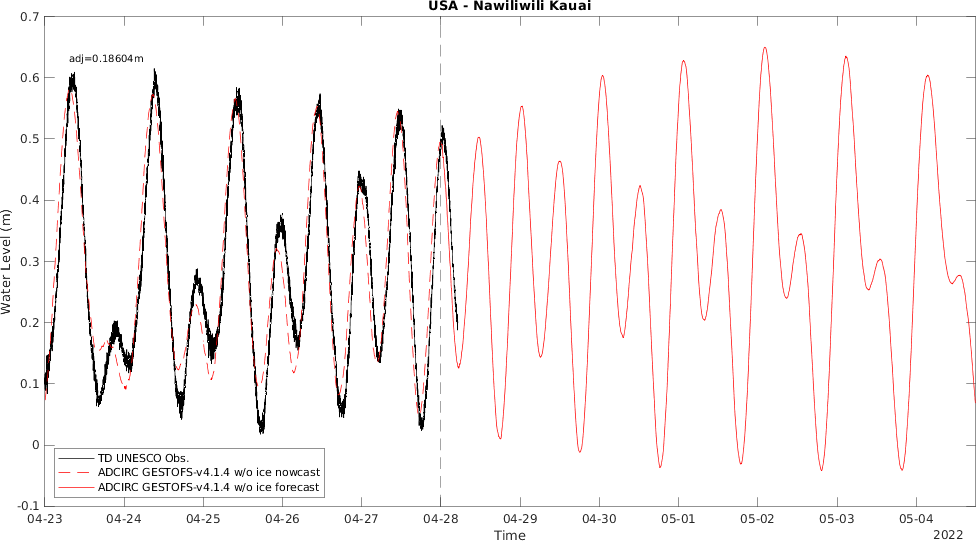 USA - Nawiliwili Kauai
0.7
adj=0.18604m
0.6
0.5
0.4
0.3
0.2
0.1
0
-0.1
Water Level (m)
TD UNESCO Obs.
ADCIRC GESTOFS-v4.1.4 w/o ice nowcast
ADCIRC GESTOFS-v4.1.4 w/o ice forecast
04-23 04-24 04-25 04-26 04-27 04-28 04-29 04-30 05-01 05-02 05-03 05-04
Time
2022